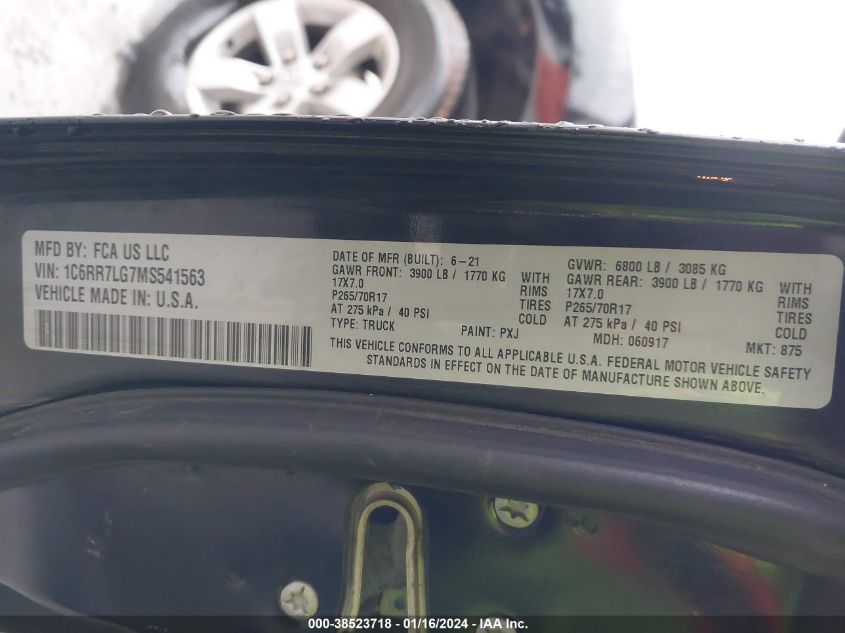 MFD BY: FCA US LLC
VIN: 1C6RR7LG7MS541563
VEHICLE MADE IN: U.S.A.
DATE OF MFR (BUILT): 6-21
GAWR FRONT: 3900 LB / 1770 KG WITH
17X7.0 RIMS
P265/70R17 TIRES
AT 275 kPa / 40 PSI COLD
TYPE: TRUCK PAINT: PXJ
GVWR: 6800 LB / 3085 KG
GAWR REAR: 3900 LB / 1770 KG WITH
17X7.0 RIMS
P265/70R17 TIRES
AT 275 kPa / 40 PSI COLD
MDH: 060917 MKT: 875
THIS VEHICLE CONFORMS TO ALL APPLICABLE U.S.A. FEDERAL MOTOR VEHICLE SAFETY
STANDARDS IN EFFECT ON THE DATE OF MANUFACTURE SHOWN ABOVE.
000-38523718 - 01/16/2024 - IAA Inc.